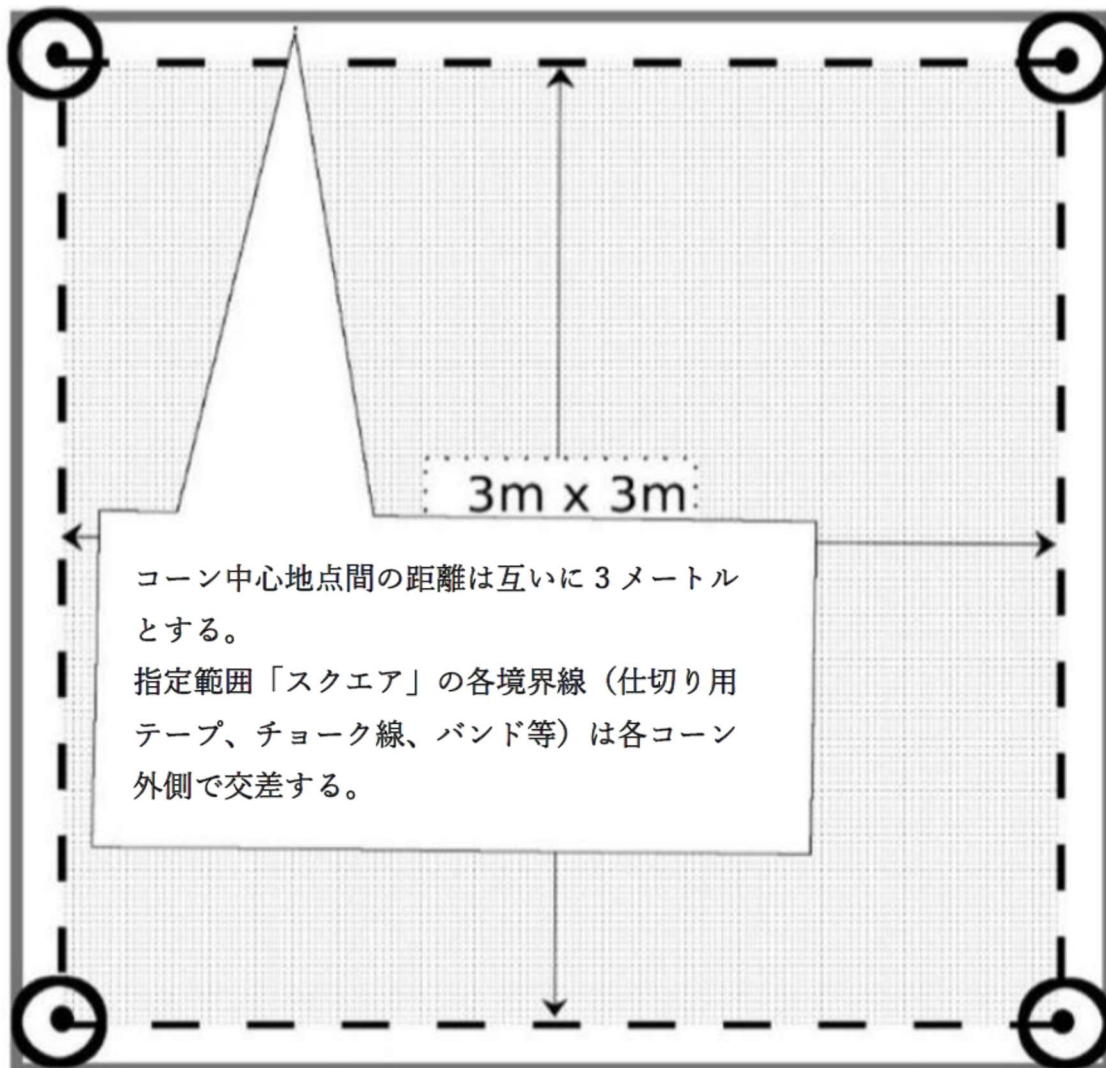 3m x 3m
コーン中心地点間の距離は互いに 3 メートル
とする。
指定範囲「スクエア」の各境界線（仕切り用
テープ、チョーク線、バンド等）は各コーン
外側で交差する。